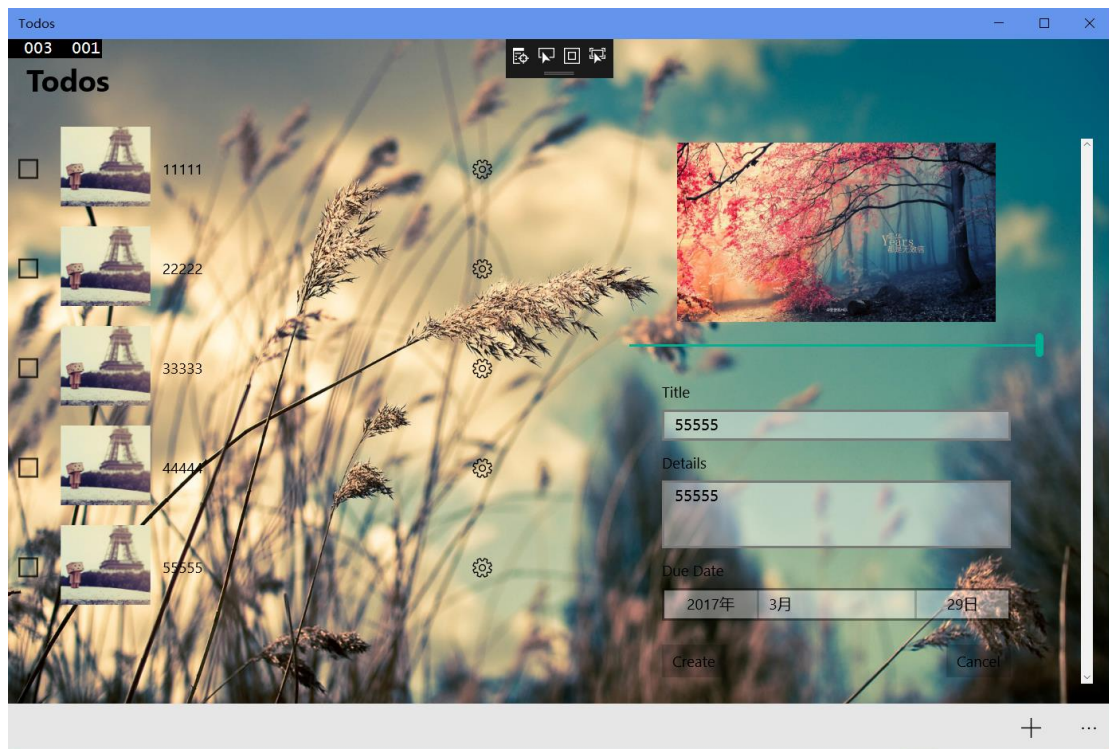 Todos
003 001
Todos
11111
22222
33333
44444
55555
Years
Title
55555
Details
55555
Due Date
2017年 3月 29日
Create Cancel